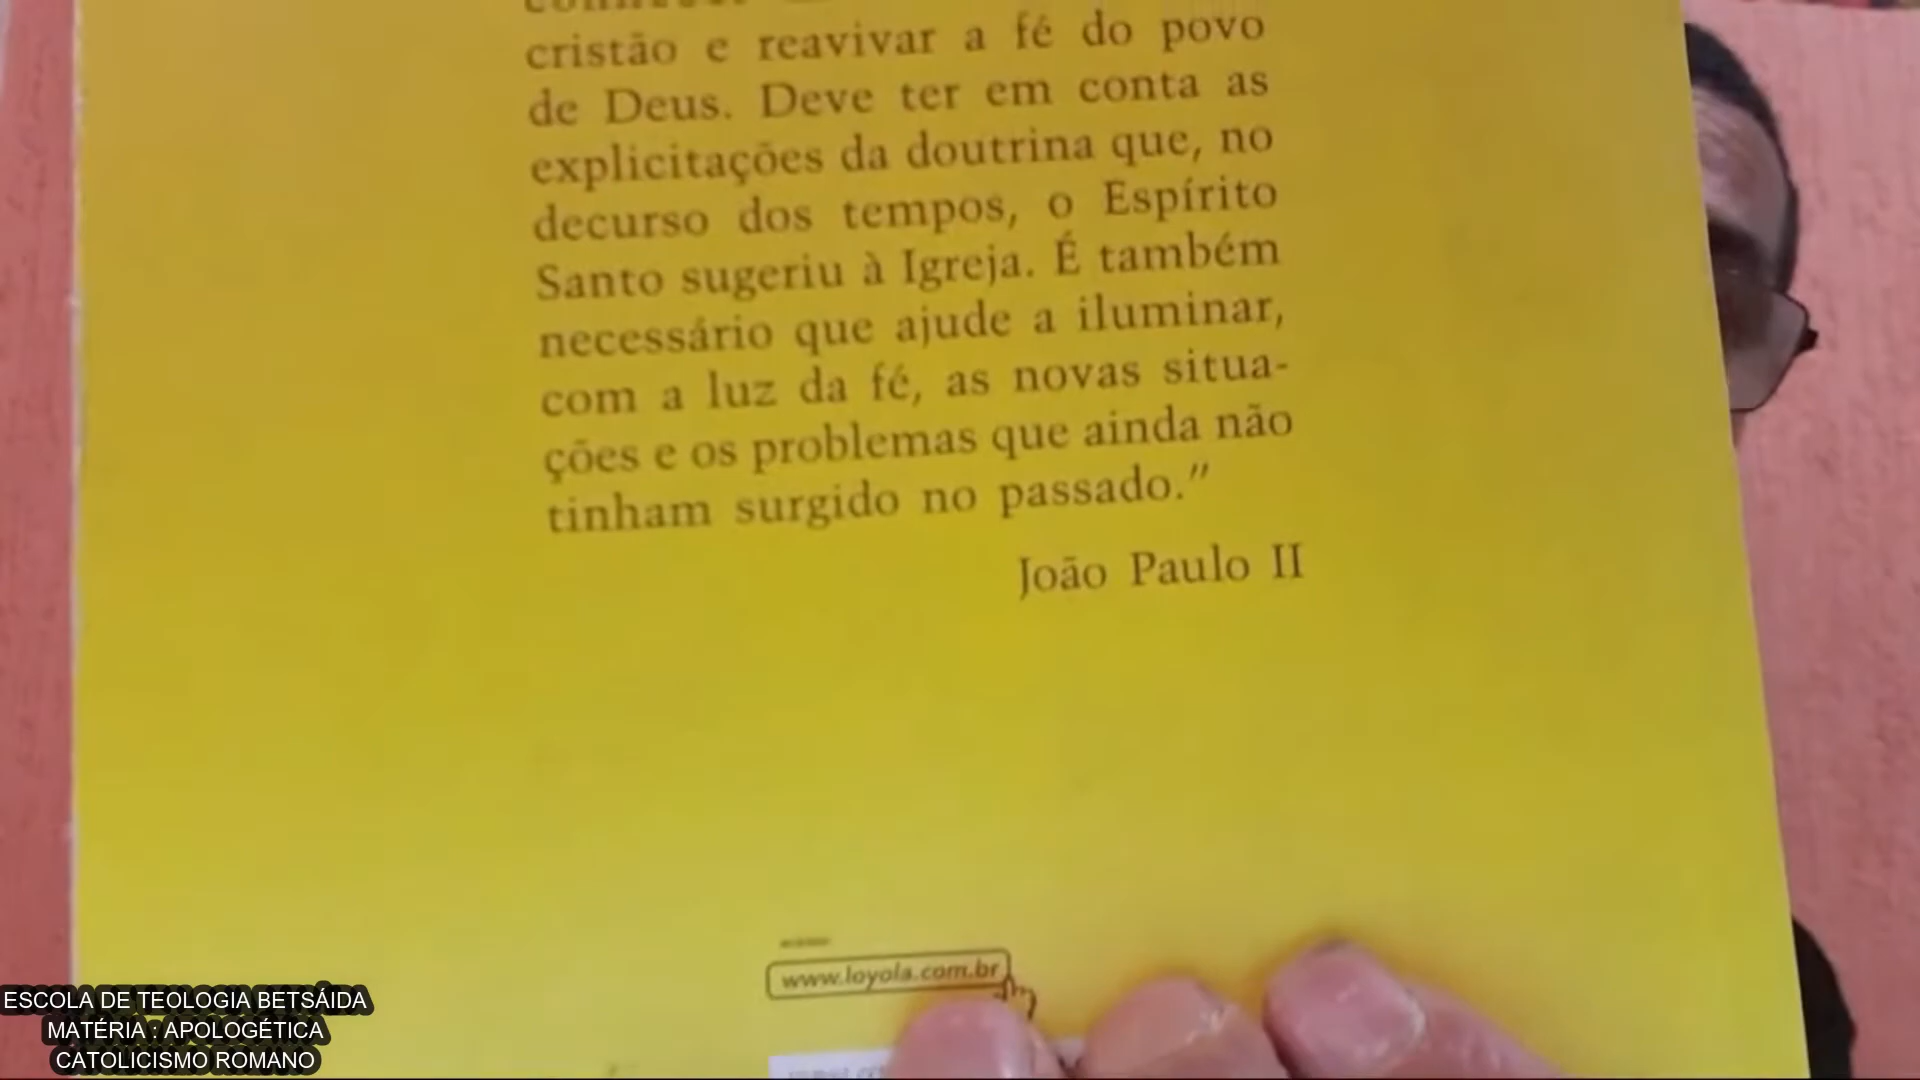 cristão e reavivar a fé do povo
de Deus. Deve ter em conta as
explicitações da doutrina que, no
decurso dos tempos, o Espírito
Santo sugeriu à Igreja. É também
necessário que ajude a iluminar,
com a luz da fé, as novas situa-
ções e os problemas que ainda não
tinham surgido no passado.”
João Paulo II
www.loyola.com.br
ESCOLA DE TEOLOGIA BETSÁIDA
MATÉRIA : APOLOGÉTICA
CATOLICISMO ROMANO